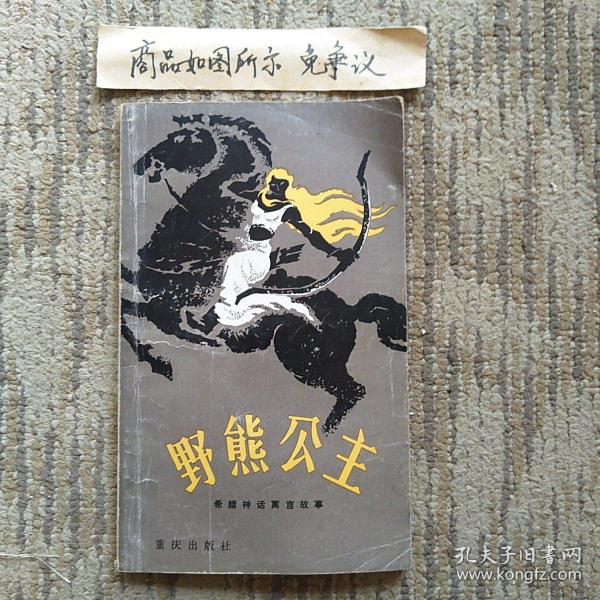 商品如图所示 免争议
野熊公主
希腊神话寓言故事
重庆出版社
孔夫子旧书网
www.kongfz.com